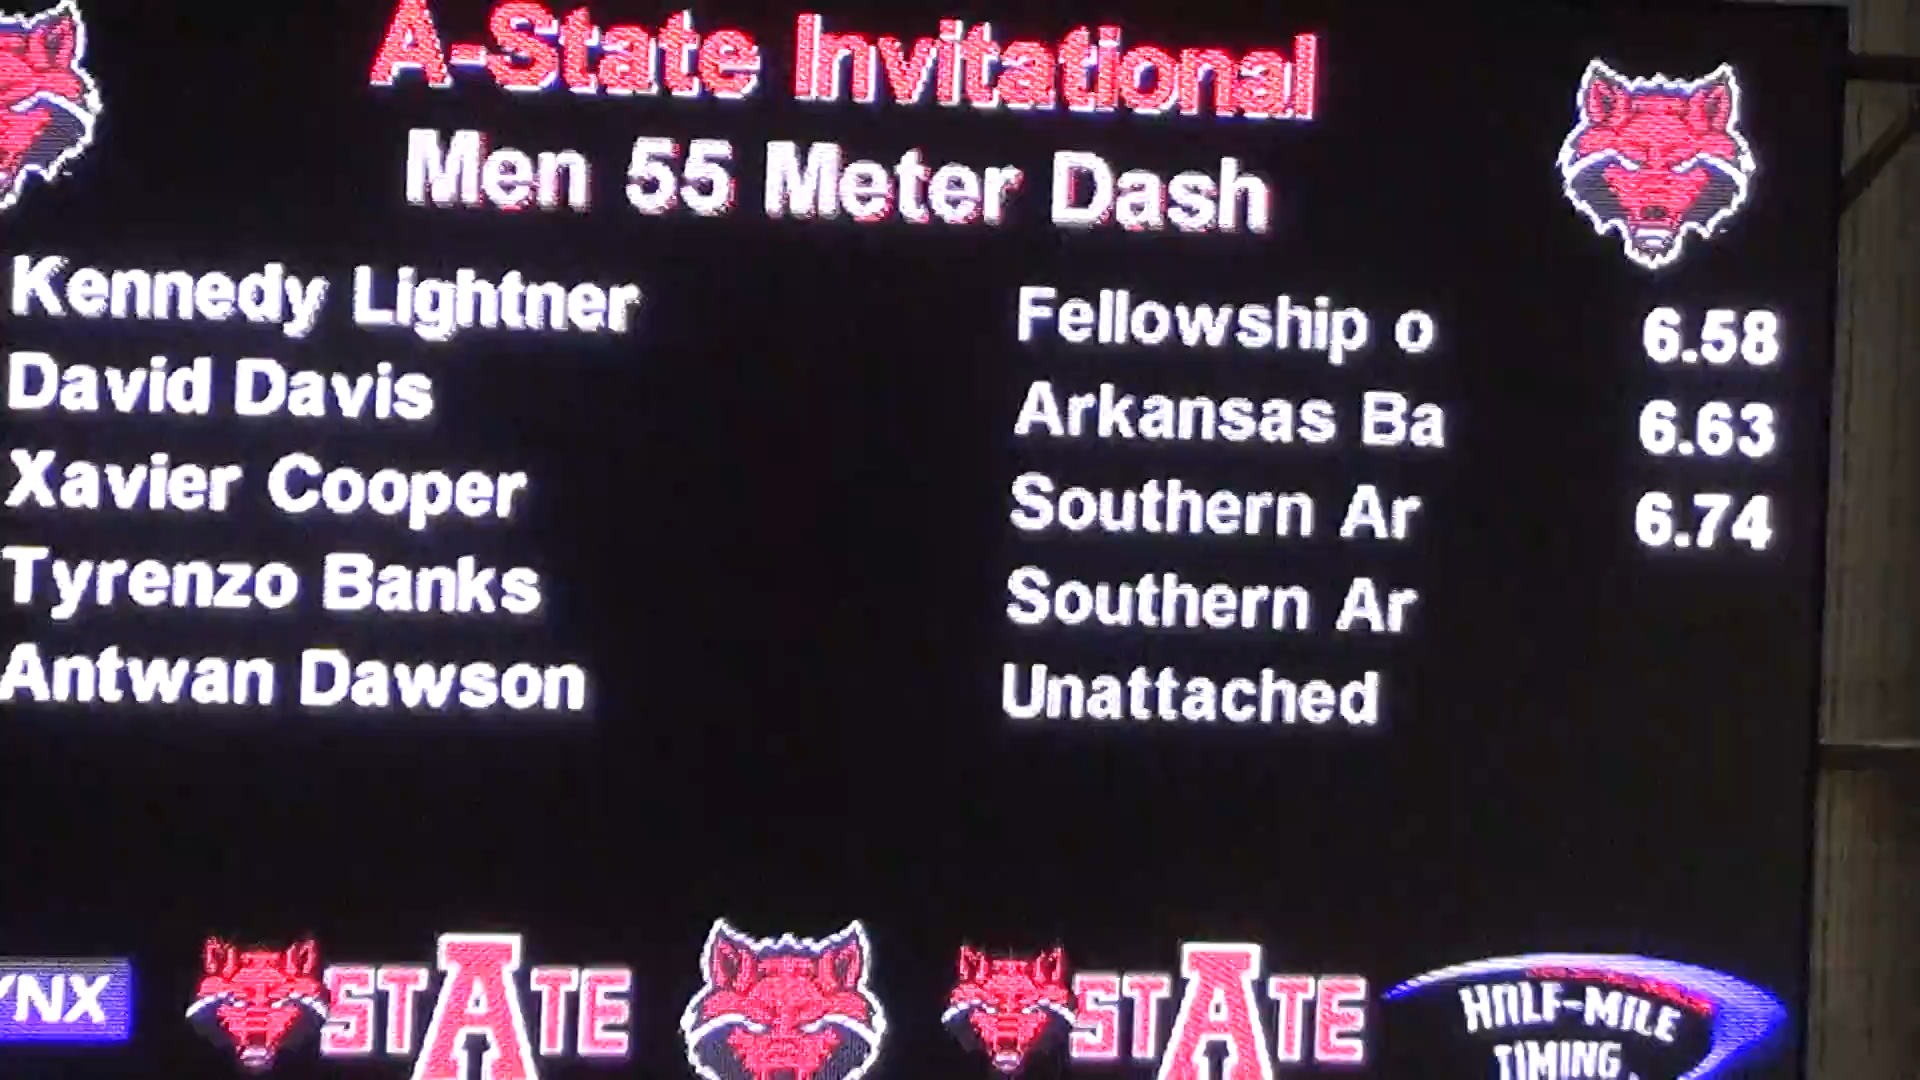 A-State Invitational
Men 55 Meter Dash
Kennedy Lightner Fellowship o 6.58
David Davis Arkansas Ba 6.63
Xavier Cooper Southern Ar 6.74
Tyrenzo Banks Southern Ar
Antwan Dawson Unattached
YNX STATE STATE HALF-MILE
TIMING